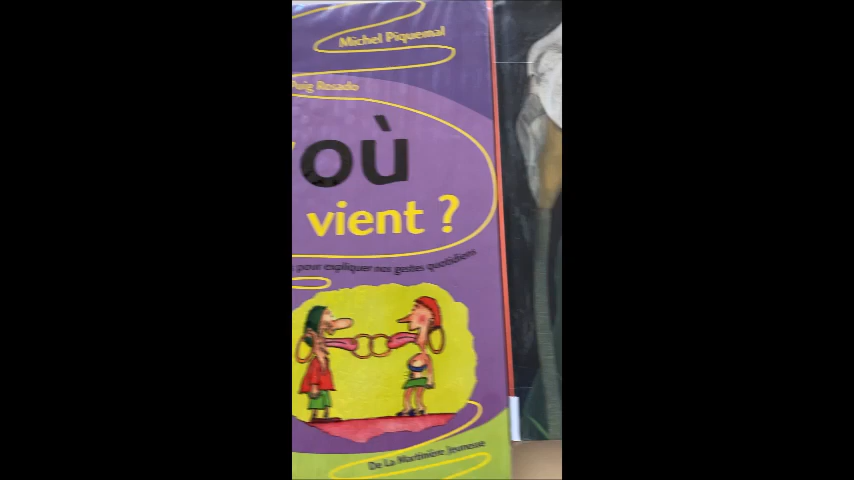 Michel Piquemal
Puig Rosado
'où
vient ?
pour expliquer nos gestes quotidiens
De La Martinière Jeunesse